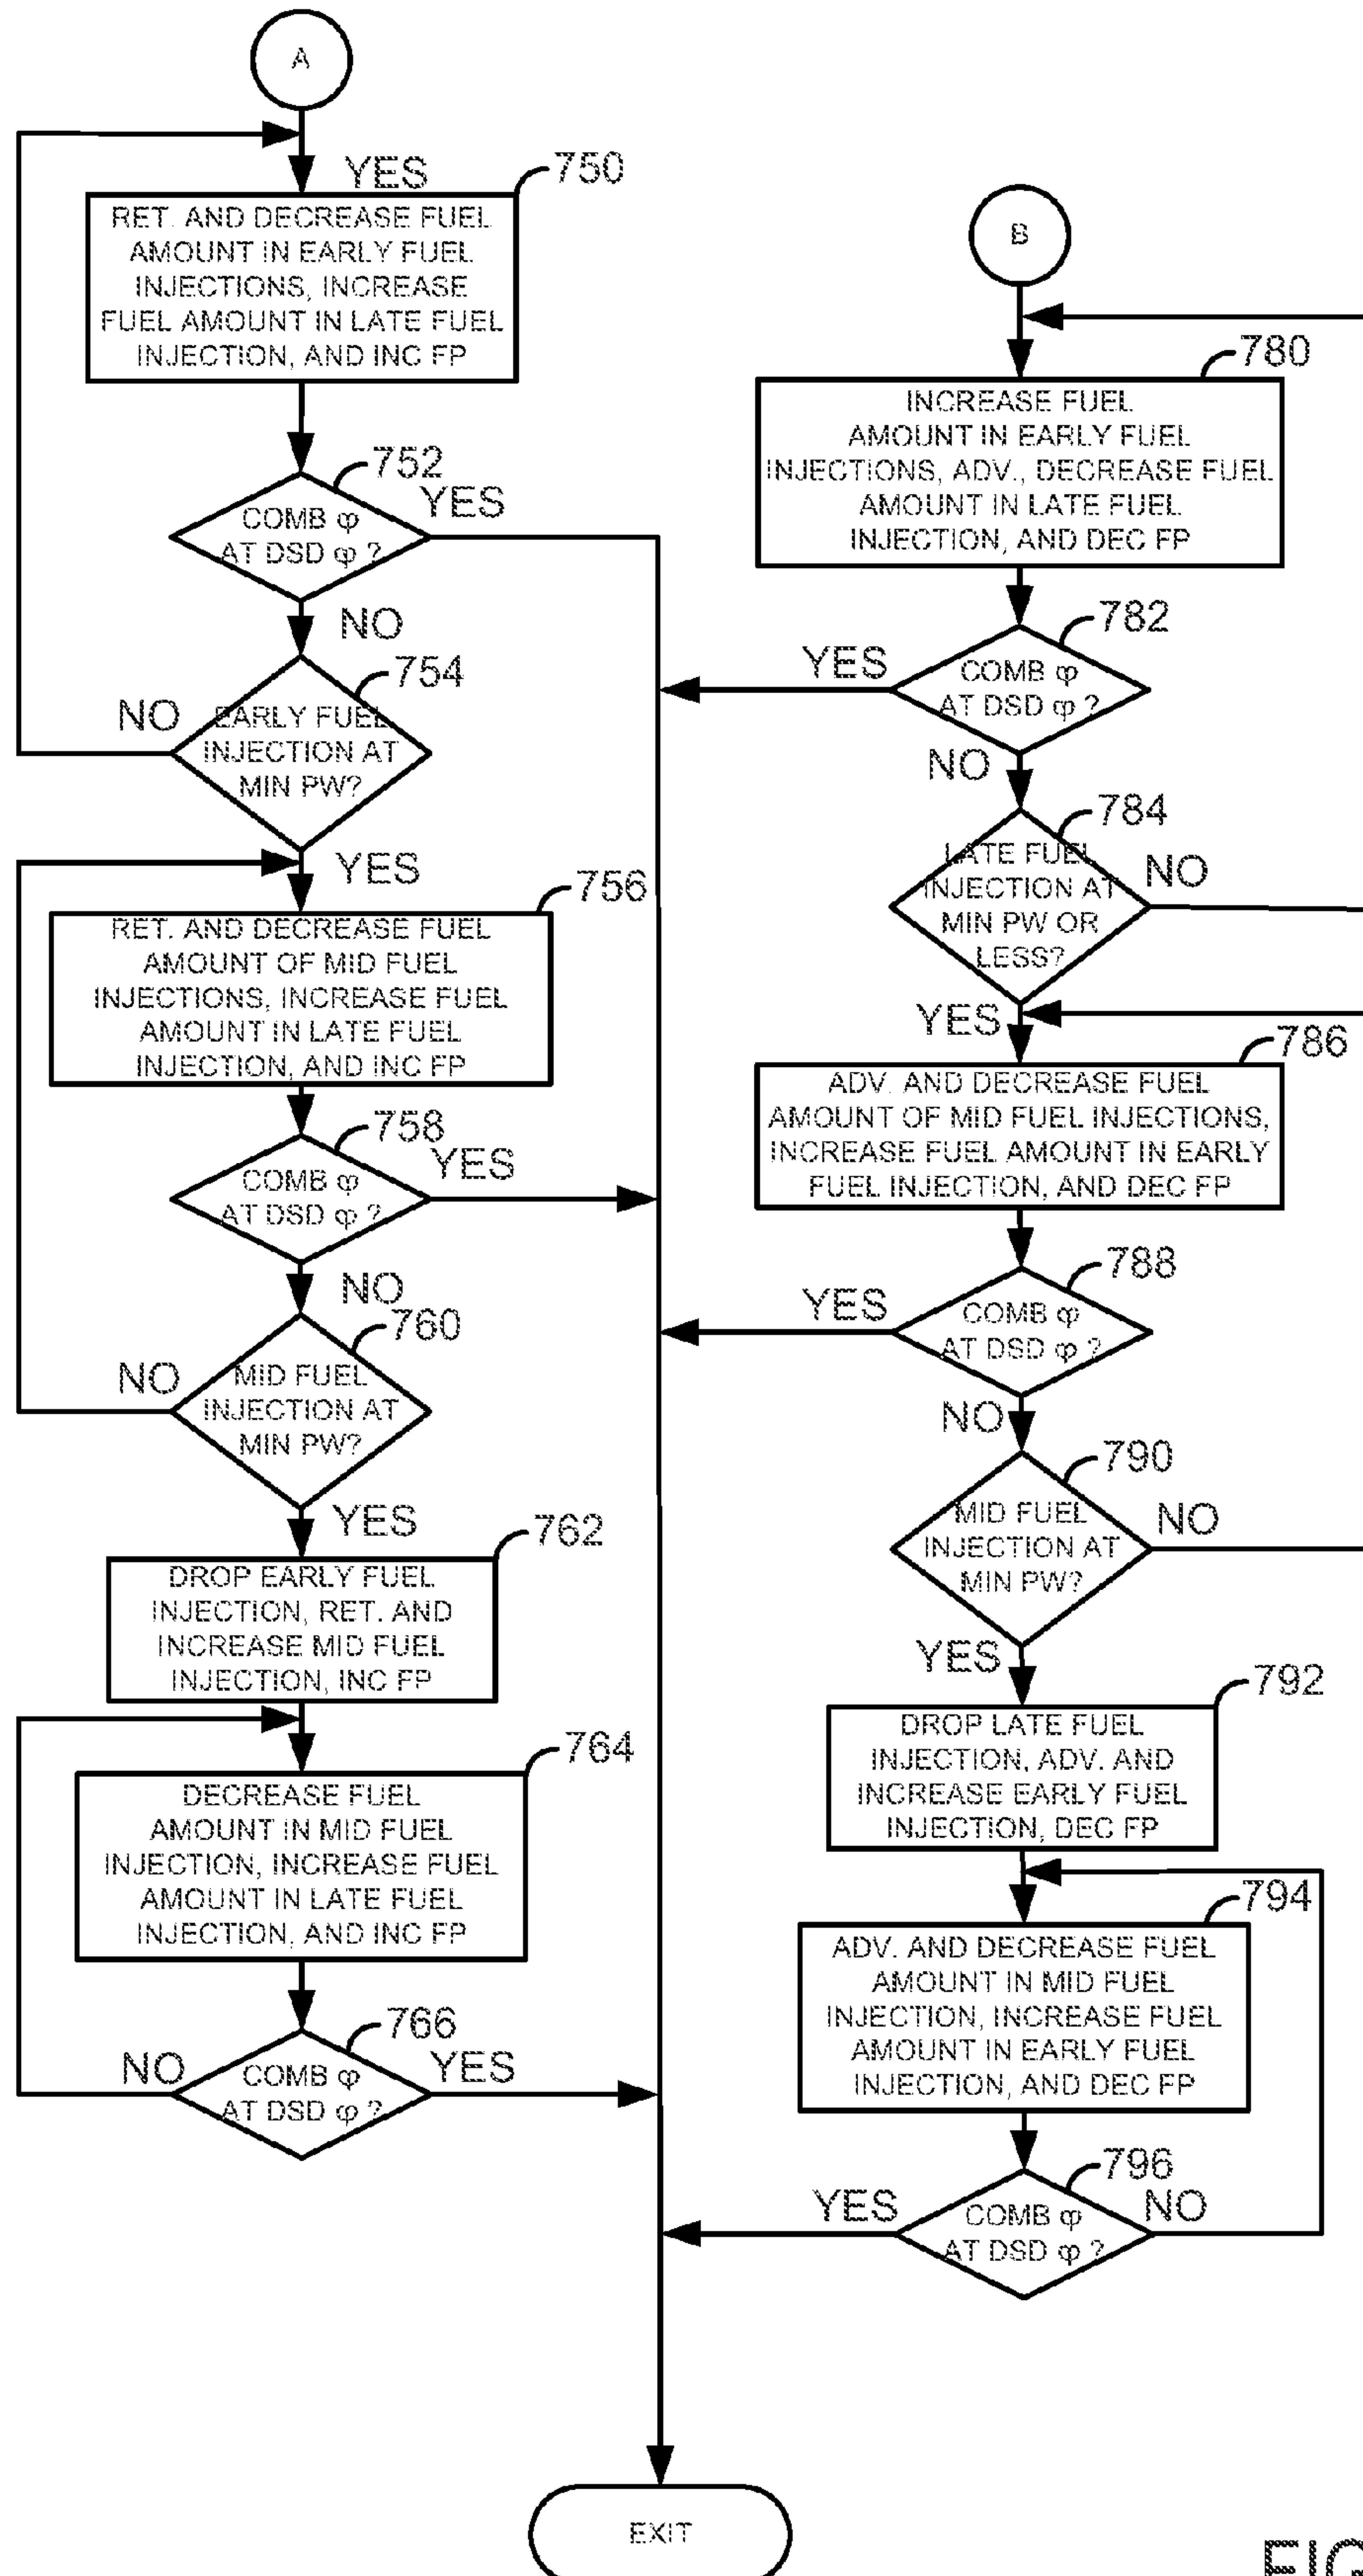 A
YES
750
RET. AND DECREASE FUEL
AMOUNT IN EARLY FUEL
INJECTIONS, INCREASE
FUEL AMOUNT IN LATE FUEL
INJECTION, AND INC FP
752
YES
COMB φ
AT DSD φ ?
NO
754
NO
EARLY FUEL
INJECTION AT
MIN PW?
YES
756
RET. AND DECREASE FUEL
AMOUNT OF MID FUEL
INJECTIONS, INCREASE FUEL
AMOUNT IN LATE FUEL
INJECTION, AND INC FP
758
YES
COMB φ
AT DSD φ ?
NO
760
NO
MID FUEL
INJECTION AT
MIN PW?
YES
762
DROP EARLY FUEL
INJECTION, RET. AND
INCREASE MID FUEL
INJECTION, INC FP
764
DECREASE FUEL
AMOUNT IN MID FUEL
INJECTION, INCREASE FUEL
AMOUNT IN LATE FUEL
INJECTION, AND INC FP
766
NO
YES
COMB φ
AT DSD φ ?
B
780
INCREASE FUEL
AMOUNT IN EARLY FUEL
INJECTIONS, ADV., DECREASE FUEL
AMOUNT IN LATE FUEL
INJECTION, AND DEC FP
782
YES
COMB φ
AT DSD φ ?
NO
784
LATE FUEL
INJECTION AT
MIN PW OR
LESS?
NO
YES
786
ADV. AND DECREASE FUEL
AMOUNT OF MID FUEL INJECTIONS,
INCREASE FUEL AMOUNT IN EARLY
FUEL INJECTION, AND DEC FP
788
YES
COMB φ
AT DSD φ ?
NO
790
MID FUEL
INJECTION AT
MIN PW?
NO
YES
792
DROP LATE FUEL
INJECTION, ADV. AND
INCREASE EARLY FUEL
INJECTION, DEC FP
794
ADV. AND DECREASE FUEL
AMOUNT IN MID FUEL
INJECTION, INCREASE FUEL
AMOUNT IN EARLY FUEL
INJECTION, AND DEC FP
796
YES
NO
COMB φ
AT DSD φ ?
EXIT
FIG